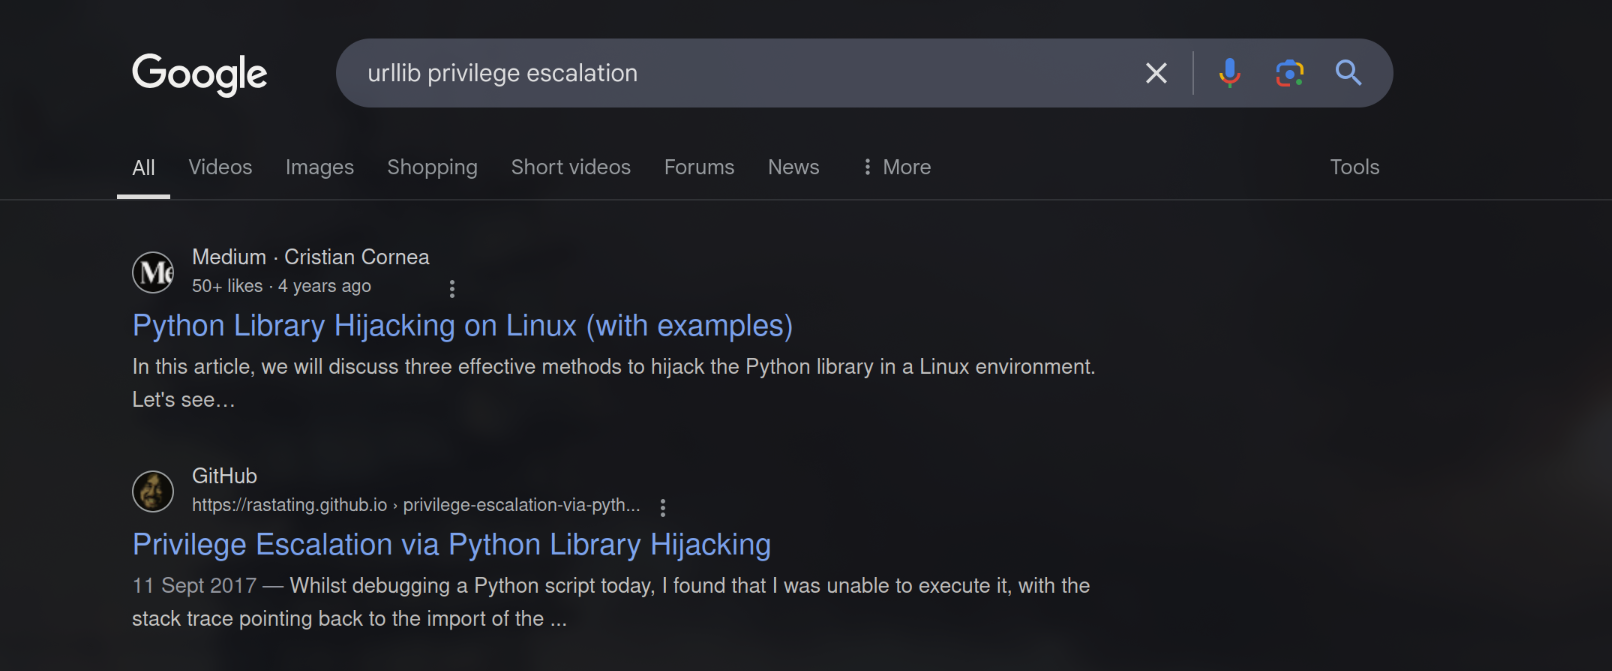 Google
urllib privilege escalation
All Videos Images Shopping Short videos Forums News More Tools
Me
Medium · Cristian Cornea
50+ likes · 4 years ago
Python Library Hijacking on Linux (with examples)
In this article, we will discuss three effective methods to hijack the Python library in a Linux environment.
Let's see…
GitHub
https://rastating.github.io › privilege-escalation-via-pyth...
Privilege Escalation via Python Library Hijacking
11 Sept 2017 — Whilst debugging a Python script today, I found that I was unable to execute it, with the
stack trace pointing back to the import of the ...